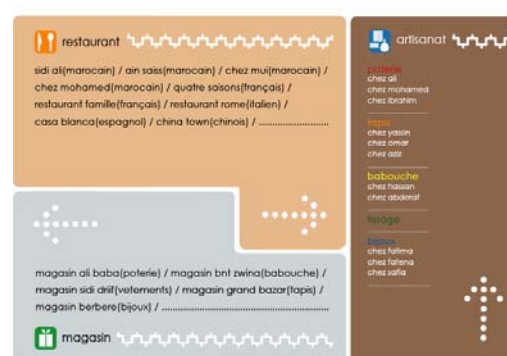 restaurant
sidi ali(marocain) / ain saiss(marocain) / chez mui(marocain) /
chez mohamed(marocain) / quatre saisons(français) /
restaurant famille(français) / restaurant rome(italien) /
casa blanca(espagnol) / china town(chinois) / ..........................
magasin ali baba(poterie) / magasin bnt zwina(babouche) /
magasin sidi driif(vetements) / magasin grand bazar(tapis) /
magasin berbere(bijoux) / ..............................................................
magasin
artisanat
poterie
chez ali
chez mohamed
chez ibrahim
tapis
chez yassin
chez omar
chez aziz
babouche
chez hassan
chez abderaf
bijoux
chez fatima
chez fatena
chez safia